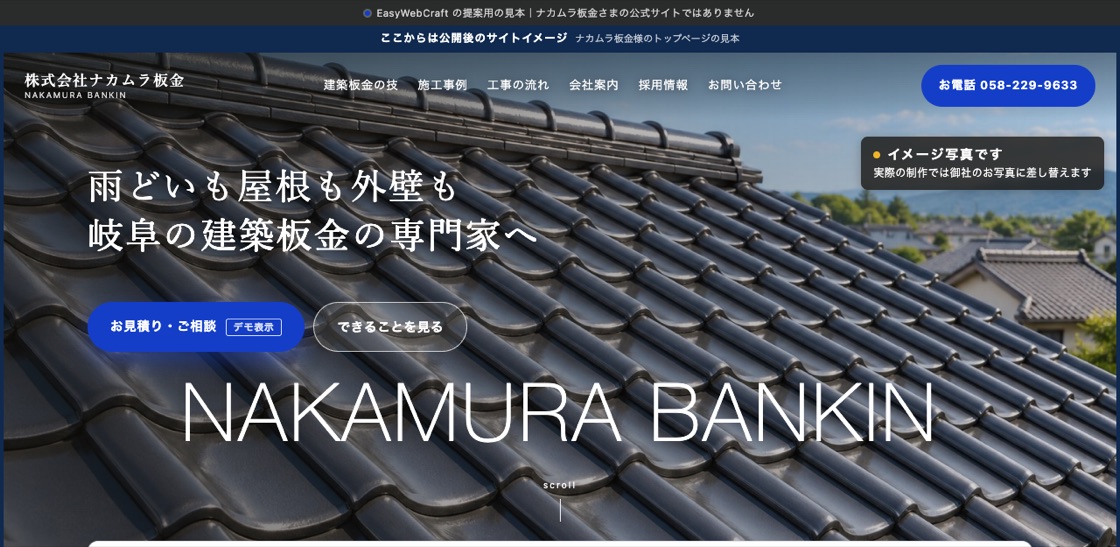 EasyWebCraft の提案用の見本｜ナカムラ板金さまの公式サイトではありません
ここからは公開後のサイトイメージ ナカムラ板金様のトップページの見本
株式会社ナカムラ板金
NAKAMURA BANKIN
建築板金の技 施工事例 工事の流れ 会社案内 採用情報 お問い合わせ
お電話 058-229-9633
イメージ写真です
実際の制作では御社のお写真に差し替えます
雨どいも屋根も外壁も
岐阜の建築板金の専門家へ
お見積り・ご相談 デモ表示
できることを見る
NAKAMURA BANKIN
scroll